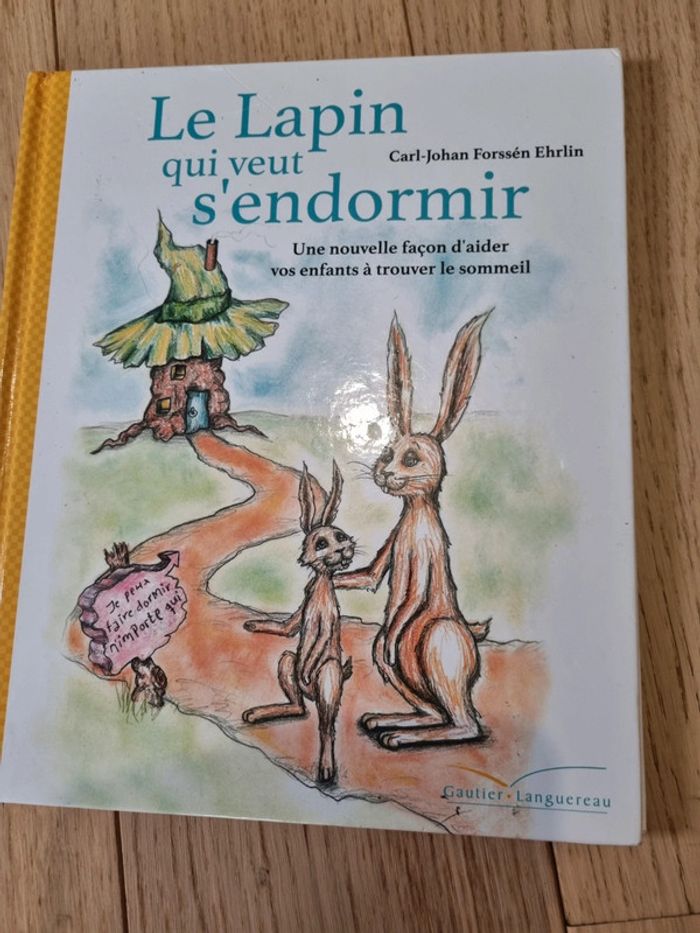 Le Lapin
qui veut
s'endormir
Carl-Johan Forssén Ehrlin
Une nouvelle façon d'aider
vos enfants à trouver le sommeil
Je peux
faire dormir
n'importe qui
Gautier • Languereau